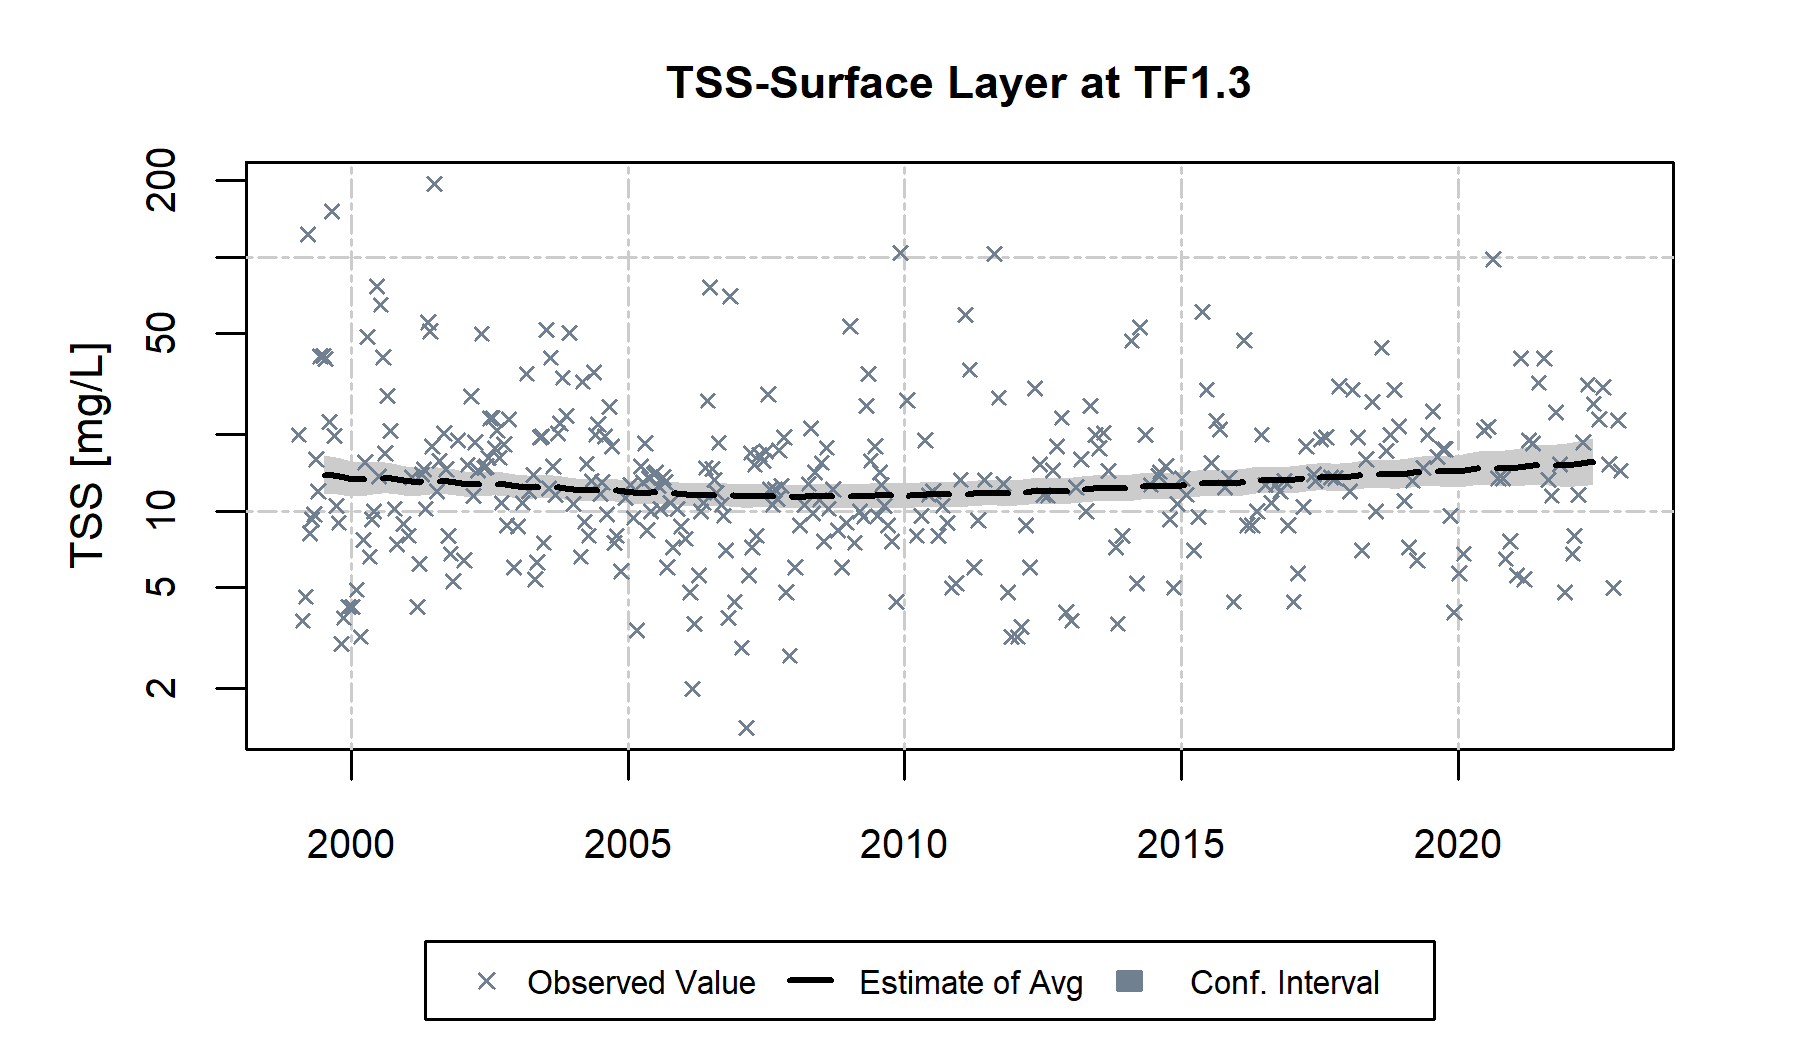 TSS-Surface Layer at TF1.3
TSS [mg/L]
200
50
10
5
2
2000 2005 2010 2015 2020
Observed Value Estimate of Avg Conf. Interval